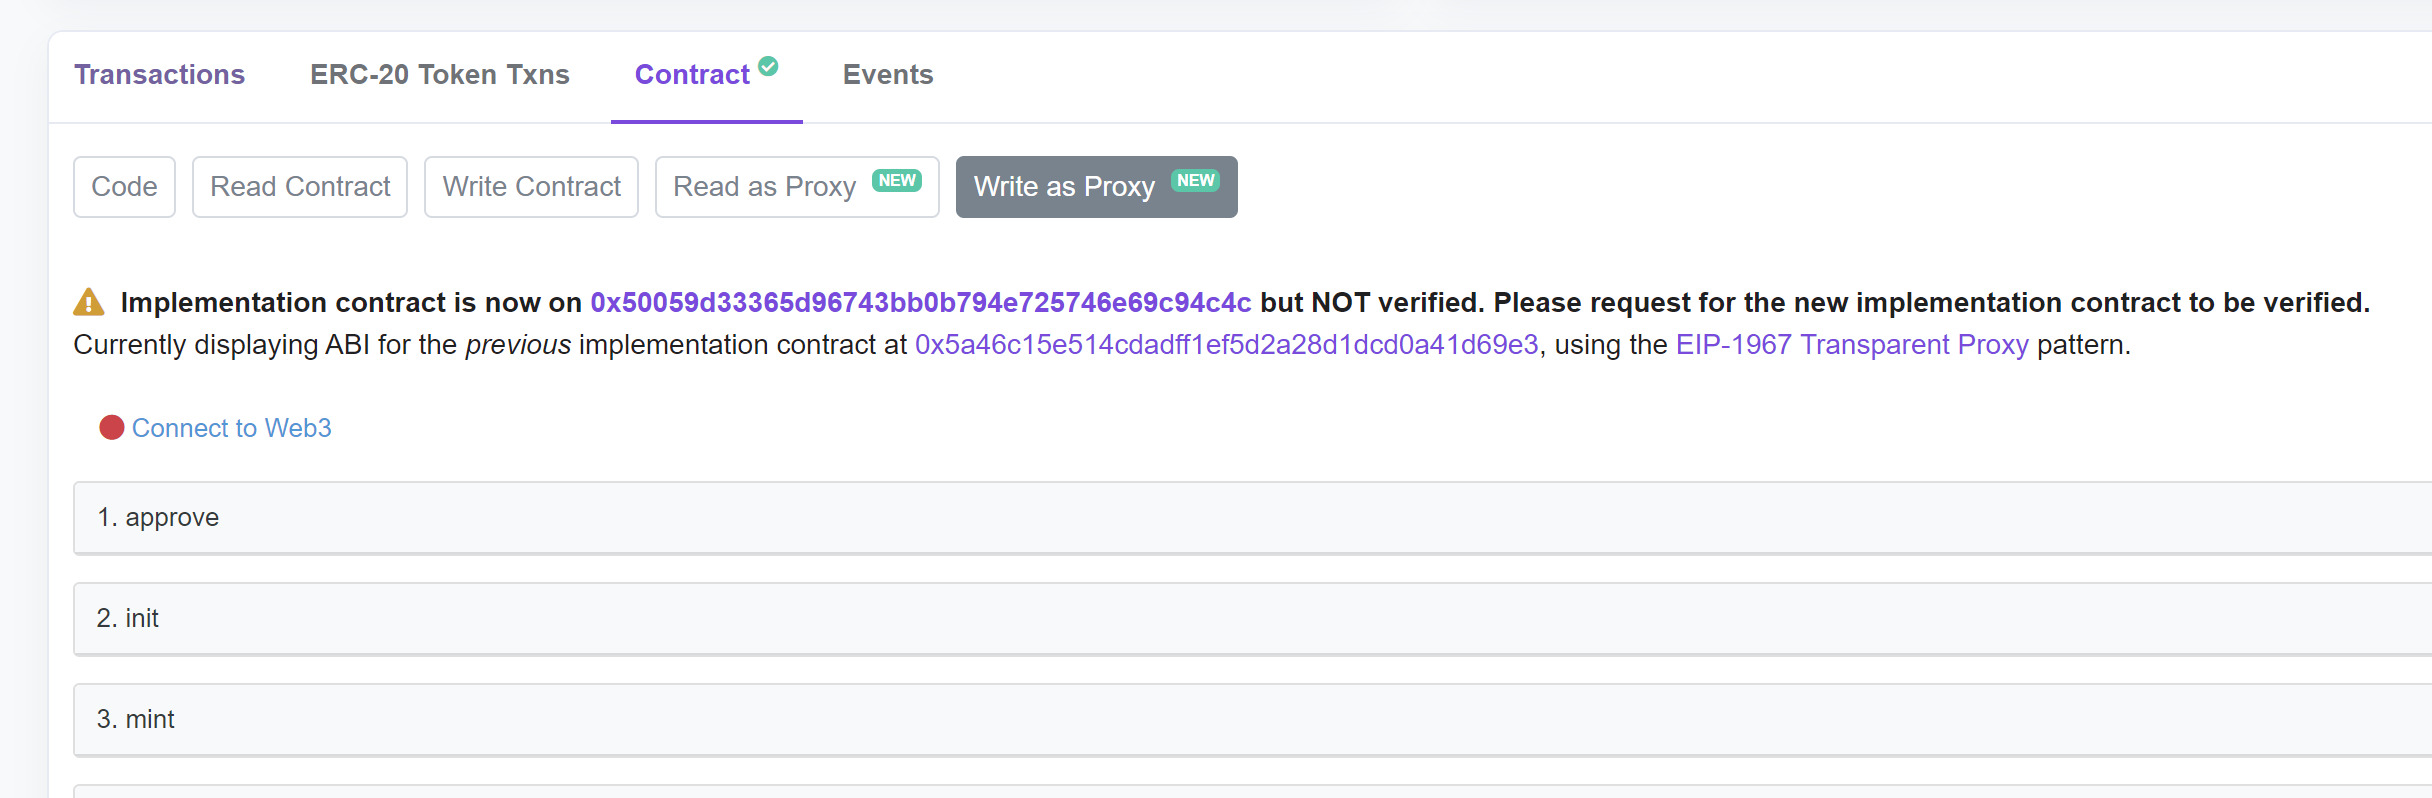 Transactions ERC-20 Token Txns Contract Events
Code Read Contract Write Contract Read as Proxy NEW Write as Proxy NEW
Implementation contract is now on 0x50059d33365d96743bb0b794e725746e69c94c4c but NOT verified. Please request for the new implementation contract to be verified.
Currently displaying ABI for the previous implementation contract at 0x5a46c15e514cdadff1ef5d2a28d1dcd0a41d69e3, using the EIP-1967 Transparent Proxy pattern.
Connect to Web3
1. approve
2. init
3. mint